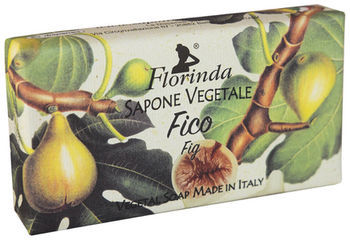 Florinda
®
SAPONE VEGETALE
Fico
Fig
VEGETAL SOAP MADE IN ITALY